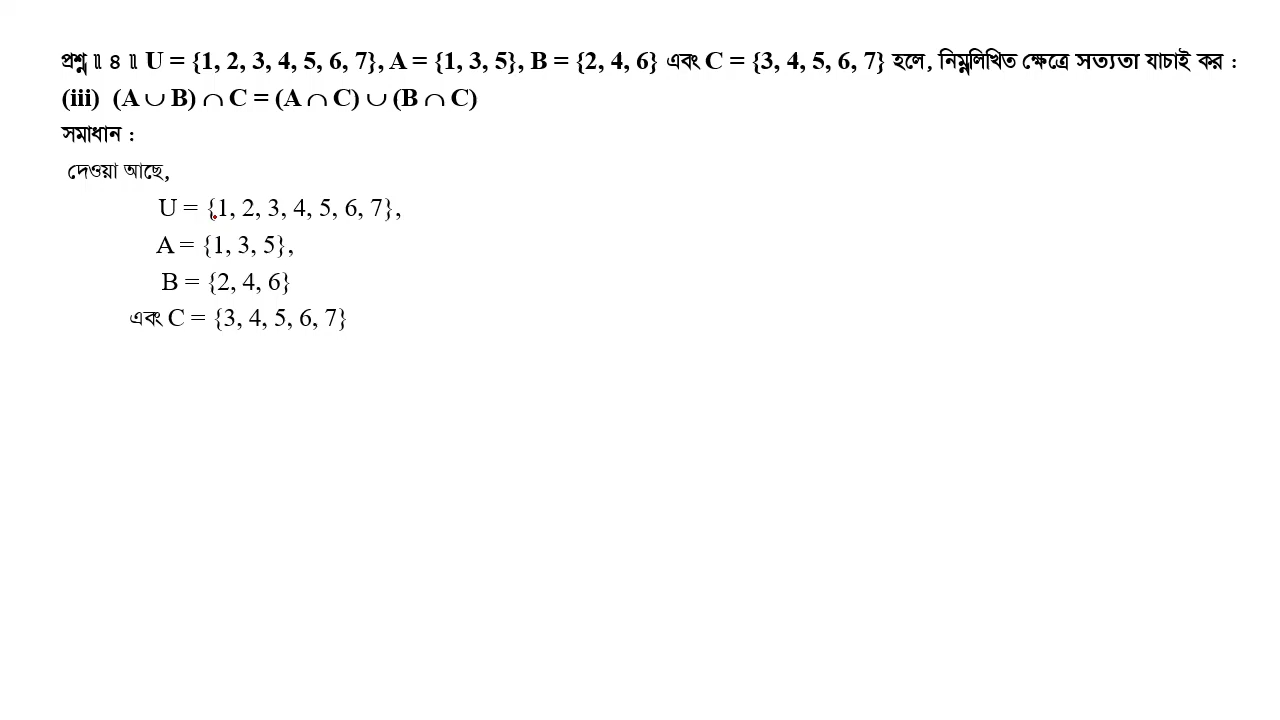 প্রশ্ন ॥ ৪ ॥ U = {1, 2, 3, 4, 5, 6, 7}, A = {1, 3, 5}, B = {2, 4, 6} এবং C = {3, 4, 5, 6, 7} হলে, নিম্নলিখিত ক্ষেত্রে সত্যতা যাচাই কর :
(iii) (A ∪ B) ∩ C = (A ∩ C) ∪ (B ∩ C)
সমাধান :
দেওয়া আছে,
U = {1, 2, 3, 4, 5, 6, 7},
A = {1, 3, 5},
B = {2, 4, 6}
এবং C = {3, 4, 5, 6, 7}